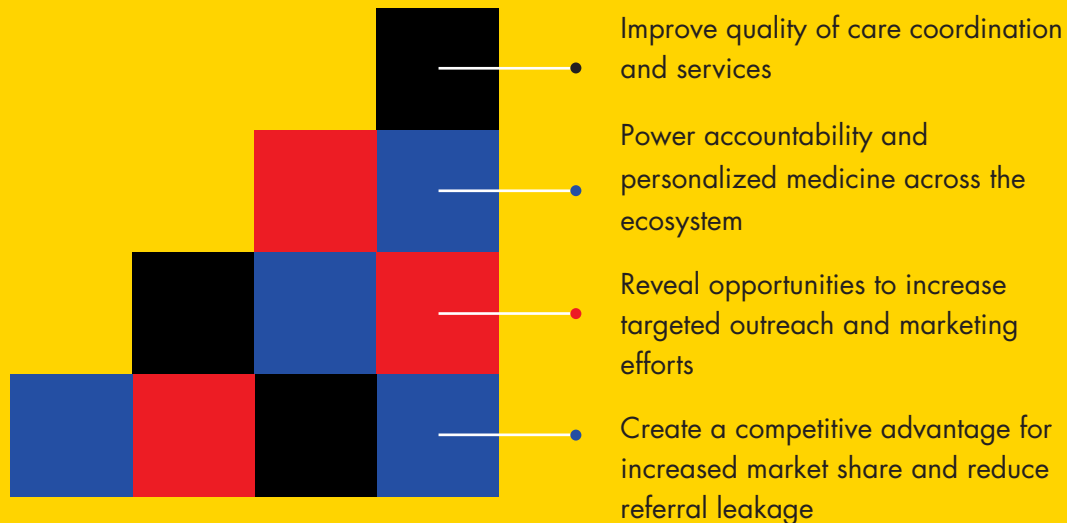 Improve quality of care coordination
and services
Power accountability and
personalized medicine across the
ecosystem
Reveal opportunities to increase
targeted outreach and marketing
efforts
Create a competitive advantage for
increased market share and reduce
referral leakage